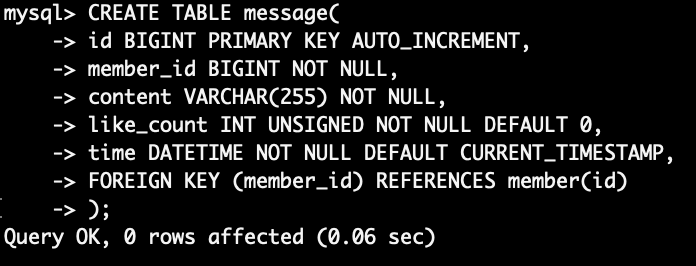 mysql> CREATE TABLE message(
    -> id BIGINT PRIMARY KEY AUTO_INCREMENT,
    -> member_id BIGINT NOT NULL,
    -> content VARCHAR(255) NOT NULL,
    -> like_count INT UNSIGNED NOT NULL DEFAULT 0,
    -> time DATETIME NOT NULL DEFAULT CURRENT_TIMESTAMP,
    -> FOREIGN KEY (member_id) REFERENCES member(id)
    -> );
Query OK, 0 rows affected (0.06 sec)